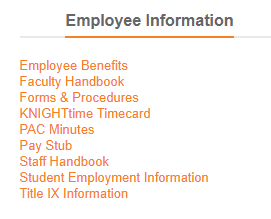 Employee Information
Employee Benefits
Faculty Handbook
Forms & Procedures
KNIGHTtime Timecard
PAC Minutes
Pay Stub
Staff Handbook
Student Employment Information
Title IX Information